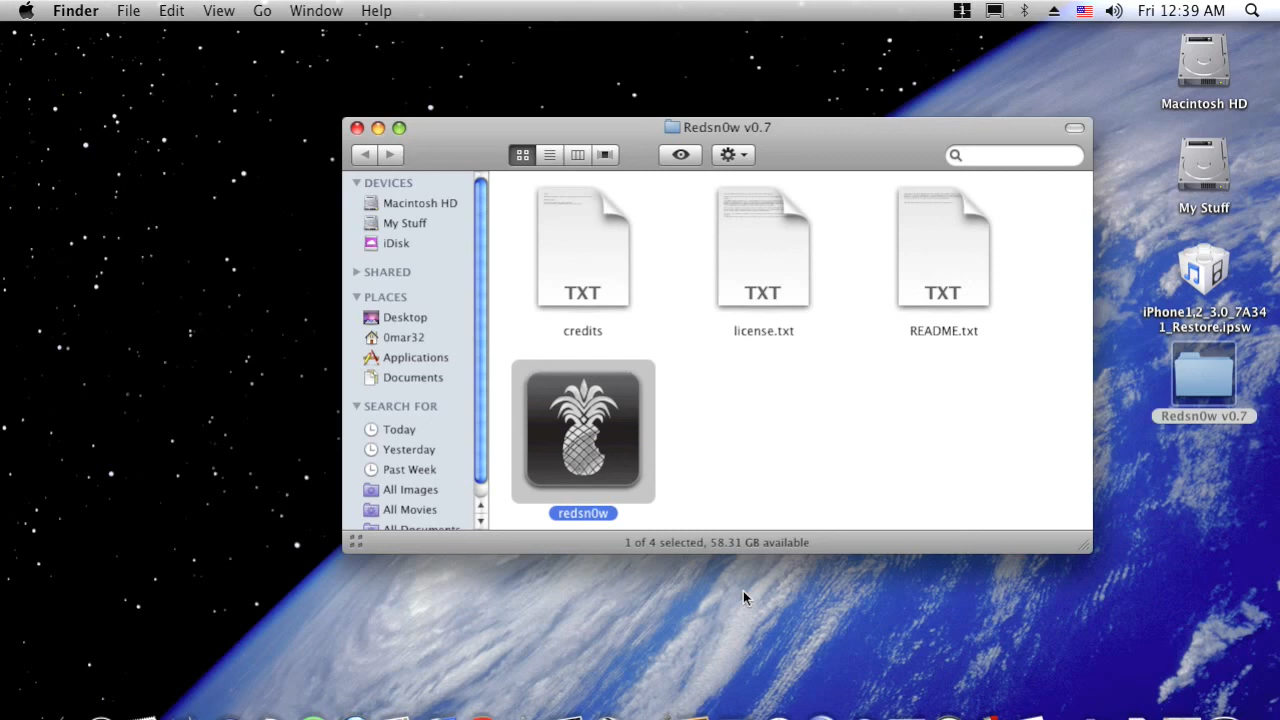 Finder File Edit View Go Window Help
1
Fri 12:39 AM
Redsn0w v0.7
DEVICES
Macintosh HD
My Stuff
iDisk
SHARED
PLACES
Desktop
0mar32
Applications
Documents
SEARCH FOR
Today
Yesterday
Past Week
All Images
All Movies
All Documents
TXT
credits
TXT
license.txt
TXT
README.txt
redsn0w
1 of 4 selected, 58.31 GB available
Macintosh HD
My Stuff
iPhone1,2_3.0_7A34
1_Restore.ipsw
Redsn0w v0.7